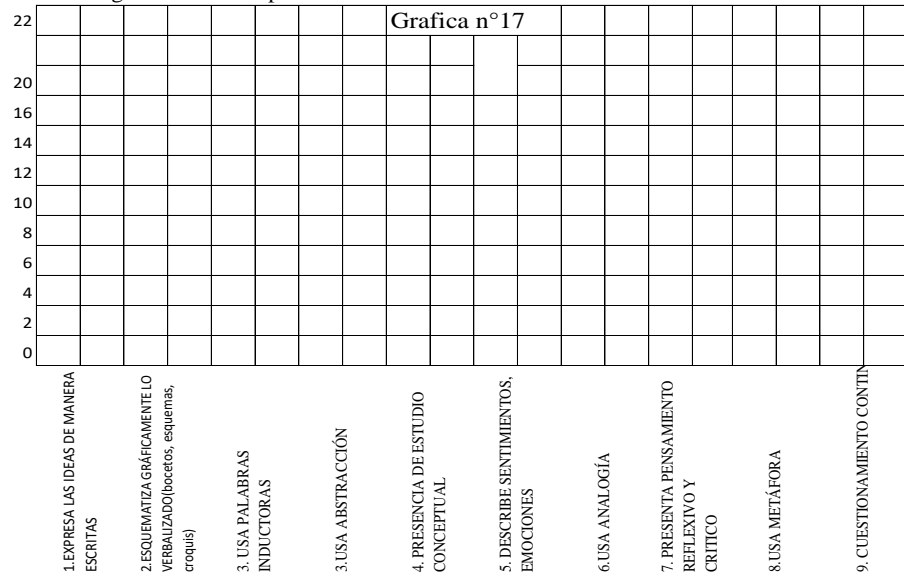 22
Grafica n°17
20
16
14
12
10
8
6
4
2
0
1.EXPRESA LAS IDEAS DE MANERA
ESCRITAS
2.ESQUEMATIZA GRÁFICAMENTE LO
VERBALIZADO(bocetos, esquemas,
croquis)
3. USA PALABRAS
INDUCTORAS
3.USA ABSTRACCIÓN
4. PRESENCIA DE ESTUDIO
CONCEPTUAL
5. DESCRIBE SENTIMIENTOS,
EMOCIONES
6.USA ANALOGÍA
7. PRESENTA PENSAMIENTO
REFLEXIVO Y
CRITICO
8.USA METÁFORA
9. CUESTIONAMIENTO CONTIN